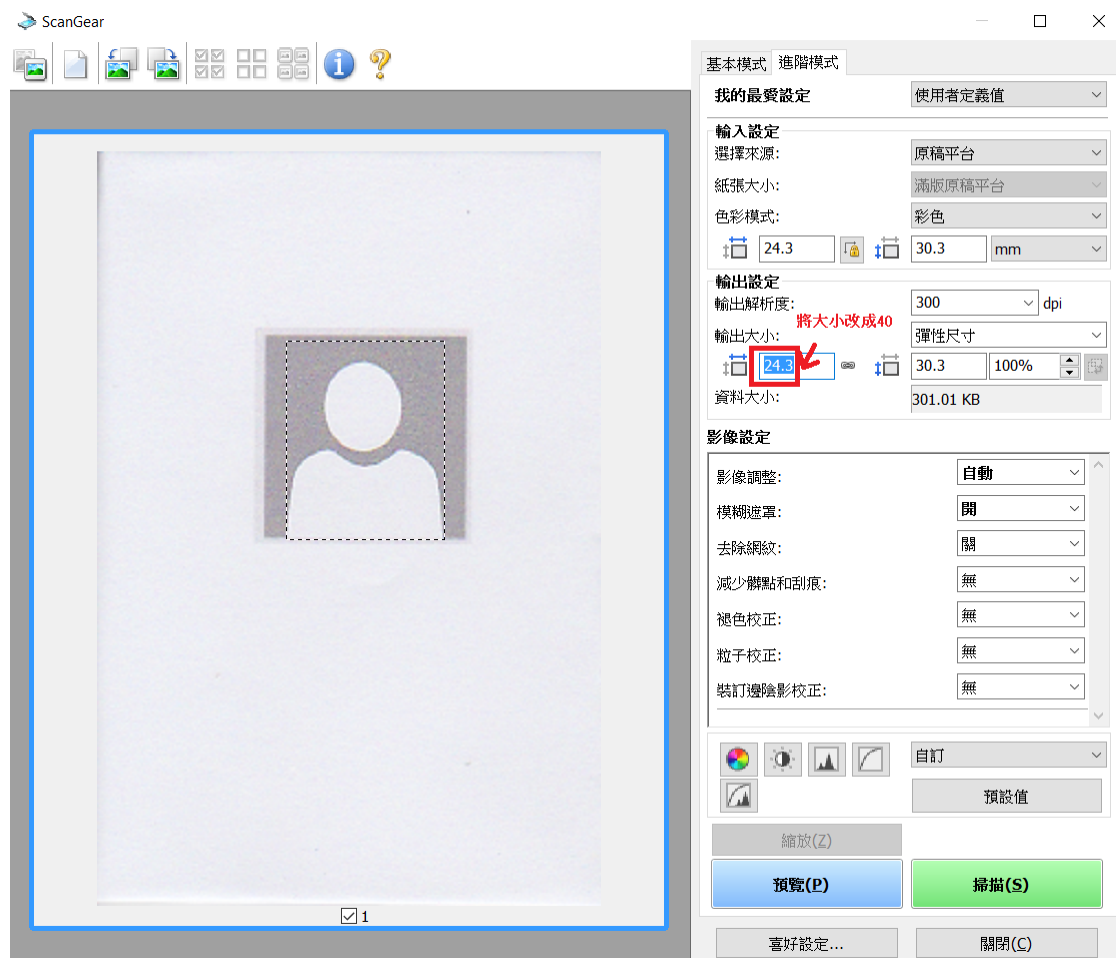 ScanGear
基本模式 進階模式
我的最愛設定 使用者定義值
輸入設定
選擇來源: 原稿平台
紙張大小: 滿版原稿平台
色彩模式: 彩色
24.3 30.3 mm
輸出設定
輸出解析度: 300 dpi
將大小改成40
輸出大小: 彈性尺寸
24.3 30.3 100%
資料大小: 301.01 KB
影像設定
影像調整: 自動
模糊遮罩: 開
去除網紋: 關
減少髒點和刮痕: 無
褪色校正: 無
粒子校正: 無
裝訂邊陰影校正: 無
自訂
預設值
縮放(Z)
預覽(P) 掃描(S)
喜好設定... 關閉(C)
1